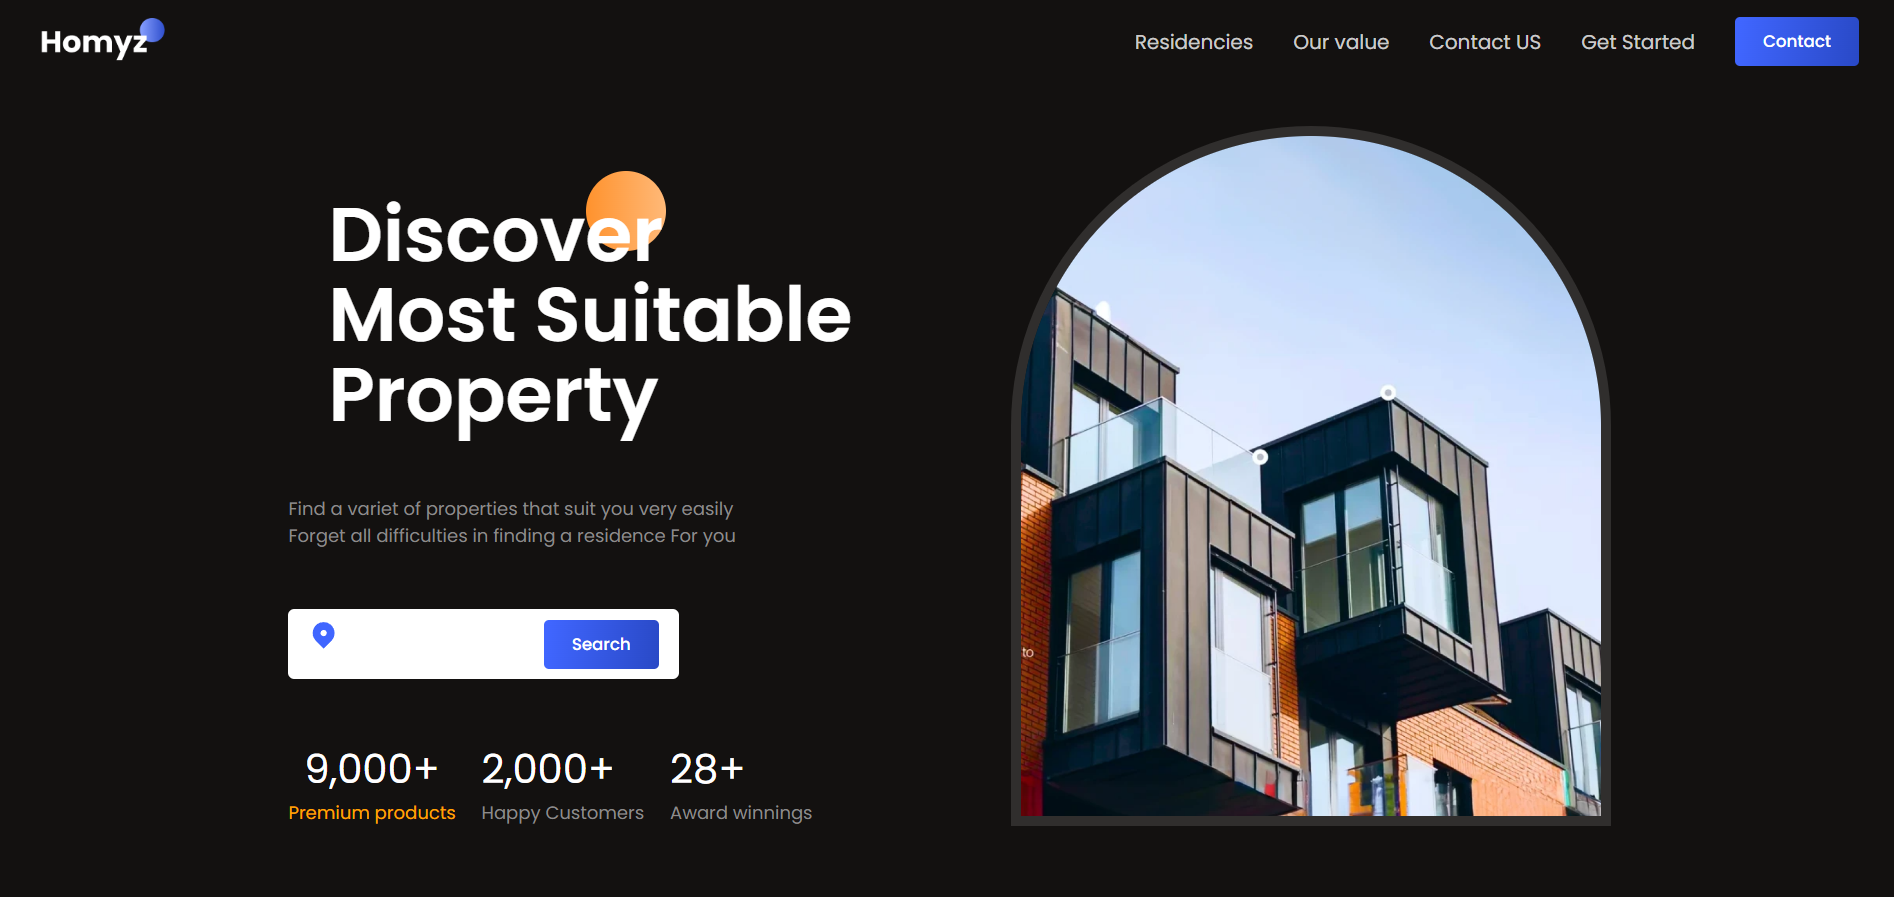 Homyz
Residencies
Our value
Contact US
Get Started
Contact
Discover
Most Suitable
Property
Find a variet of properties that suit you very easily
Forget all difficulties in finding a residence For you
Search
to
9,000+
2,000+
28+
Premium products
Happy Customers
Award winnings